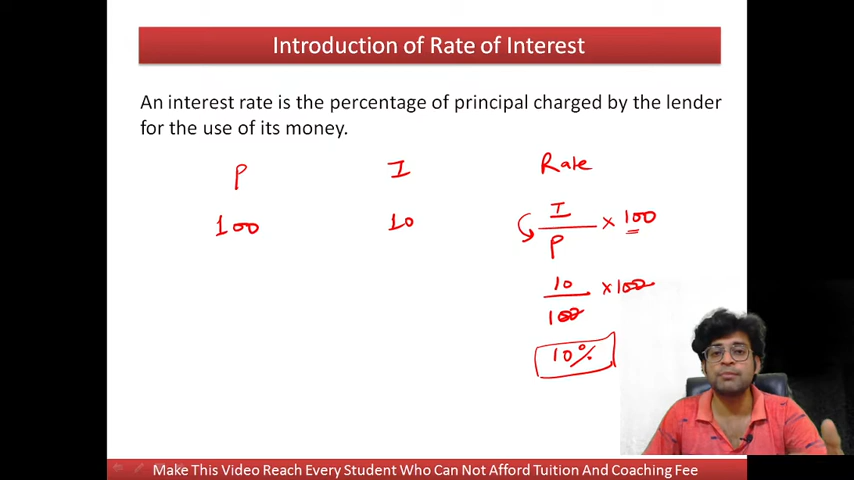 Introduction of Rate of Interest
An interest rate is the percentage of principal charged by the lender
for the use of its money.
P I Rate
100 10 I/P × 100
10/100 × 100
10%
Make This Video Reach Every Student Who Can Not Afford Tuition And Coaching Fee